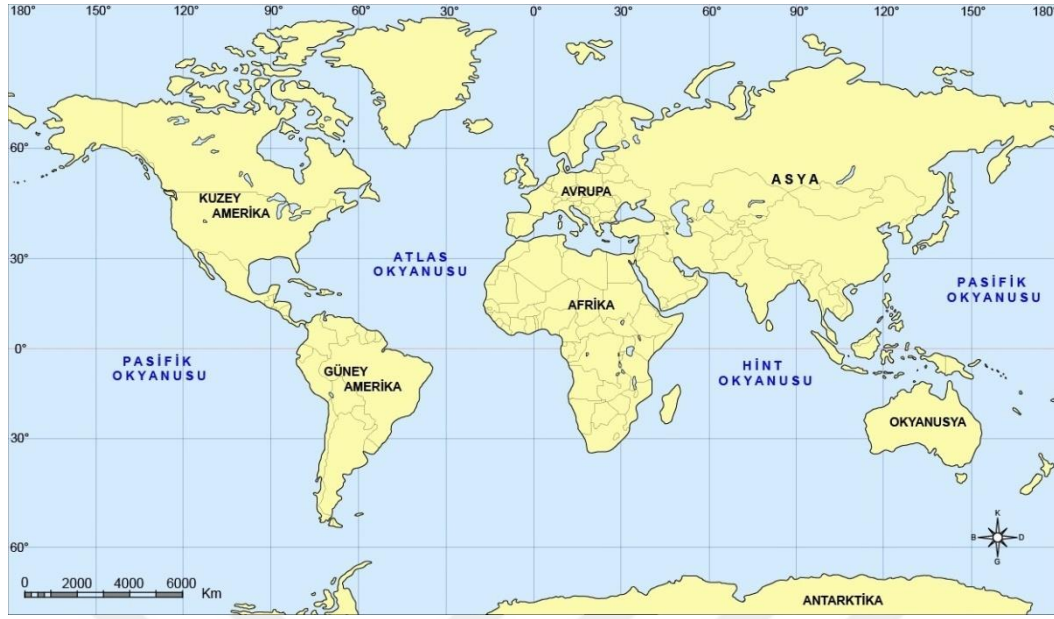 180° 150° 120° 90° 60° 30° 0° 30° 60° 90° 120° 150° 180°
60°
KUZEY
AMERİKA
AVRUPA
ASYA
30°
ATLAS
OKYANUSU
AFRİKA
PASİFİK
OKYANUSU
0°
PASİFİK
OKYANUSU
GÜNEY
AMERİKA
HİNT
OKYANUSU
OKYANUSYA
30°
K
B D
G
60°
0 2000 4000 6000 Km
ANTARKTİKA